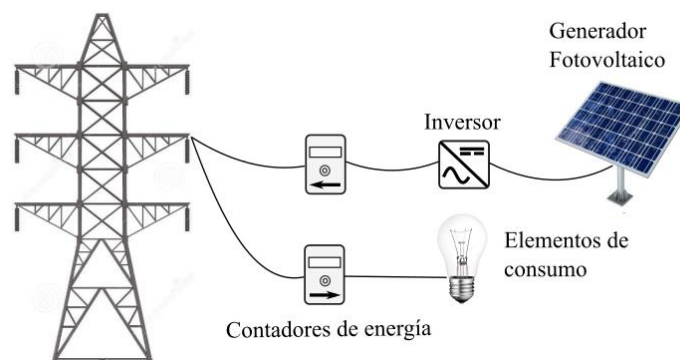 Generador
Fotovoltaico
Inversor
Elementos de
consumo
Contadores de energía